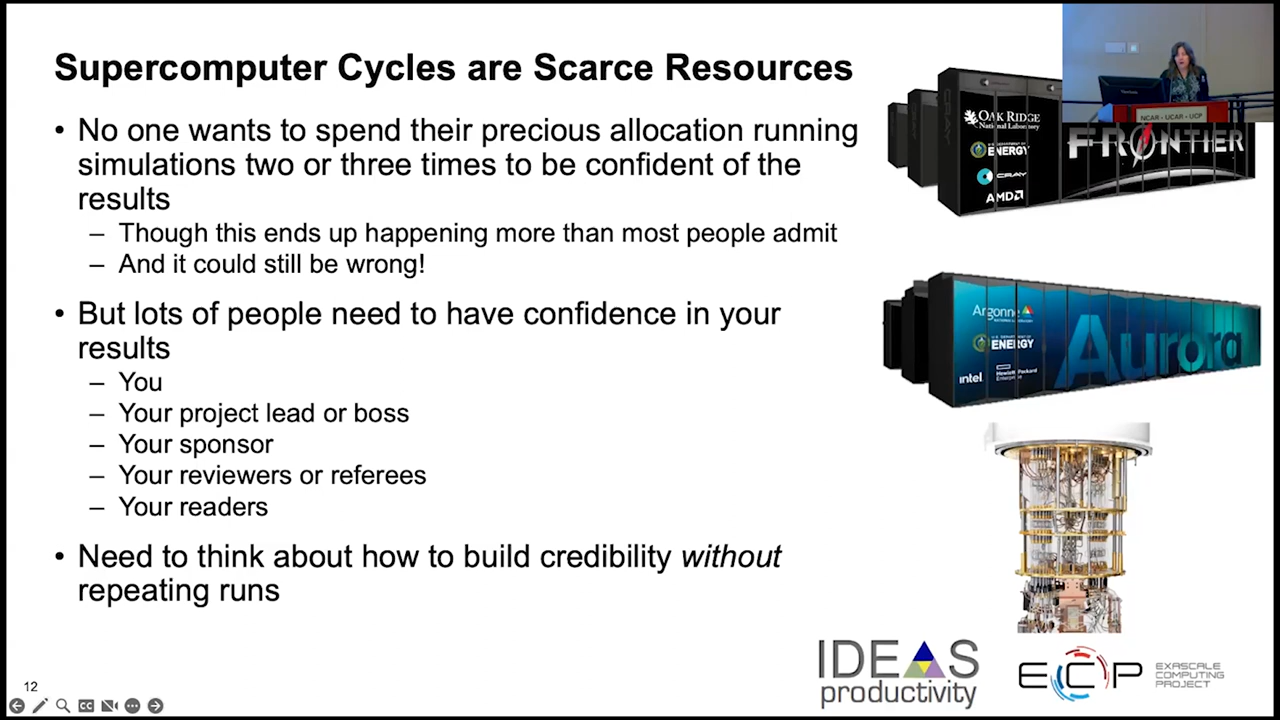 Supercomputer Cycles are Scarce Resources
• No one wants to spend their precious allocation running
simulations two or three times to be confident of the
results
– Though this ends up happening more than most people admit
– And it could still be wrong!
• But lots of people need to have confidence in your
results
– You
– Your project lead or boss
– Your sponsor
– Your reviewers or referees
– Your readers
• Need to think about how to build credibility without
repeating runs
NCAR - UCAR - UCP
CRAY
OAK RIDGE
National Laboratory
ENERGY
CRAY
AMD
FRONTIER
Argonne
ENERGY
intel
Hewlett Packard
Enterprise
Aurora
IDEAS
productivity
ECP
EXASCALE
COMPUTING
PROJECT
12
CC